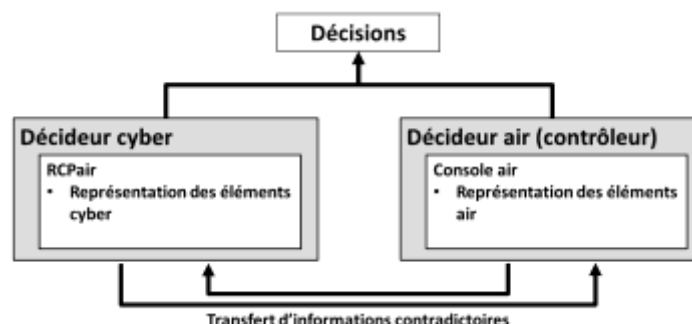 Décisions
Décideur cyber
RCPair
• Représentation des éléments
cyber
Décideur air (contrôleur)
Console air
• Représentation des éléments
air
Transfert d'informations contradictoires